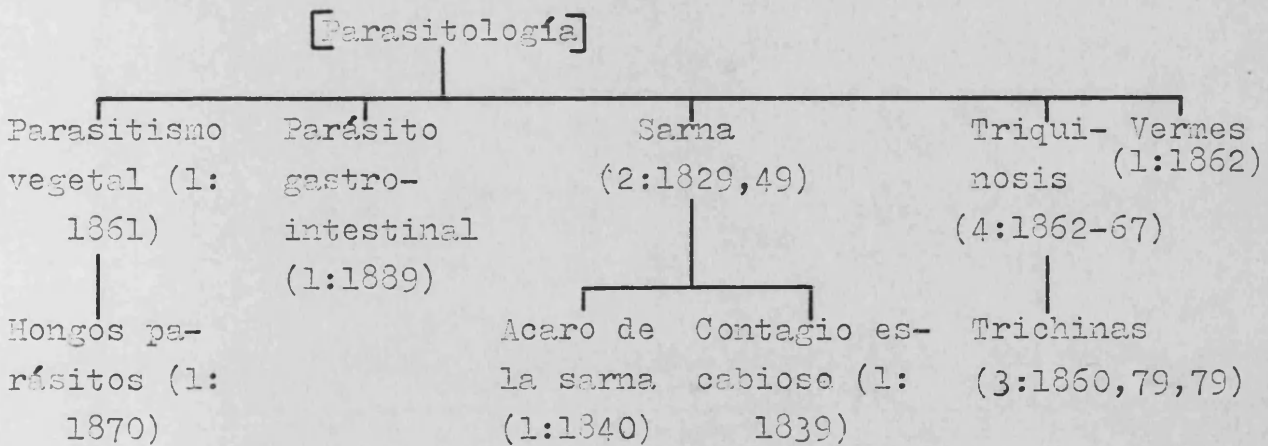 [Parasitología]
Parasitismo
vegetal (1:
1861)
Parásito
gastro-
intestinal
(1:1889)
Sarna
(2:1829,49)
Triqui-
nosis
(4:1862-67)
Vermes
(1:1862)
Hongos pa-
rásitos (1:
1870)
Acaro de
la sarna
(1:1840)
Contagio es-
cabioso (1:
1839)
Trichinas
(3:1860,79,79)